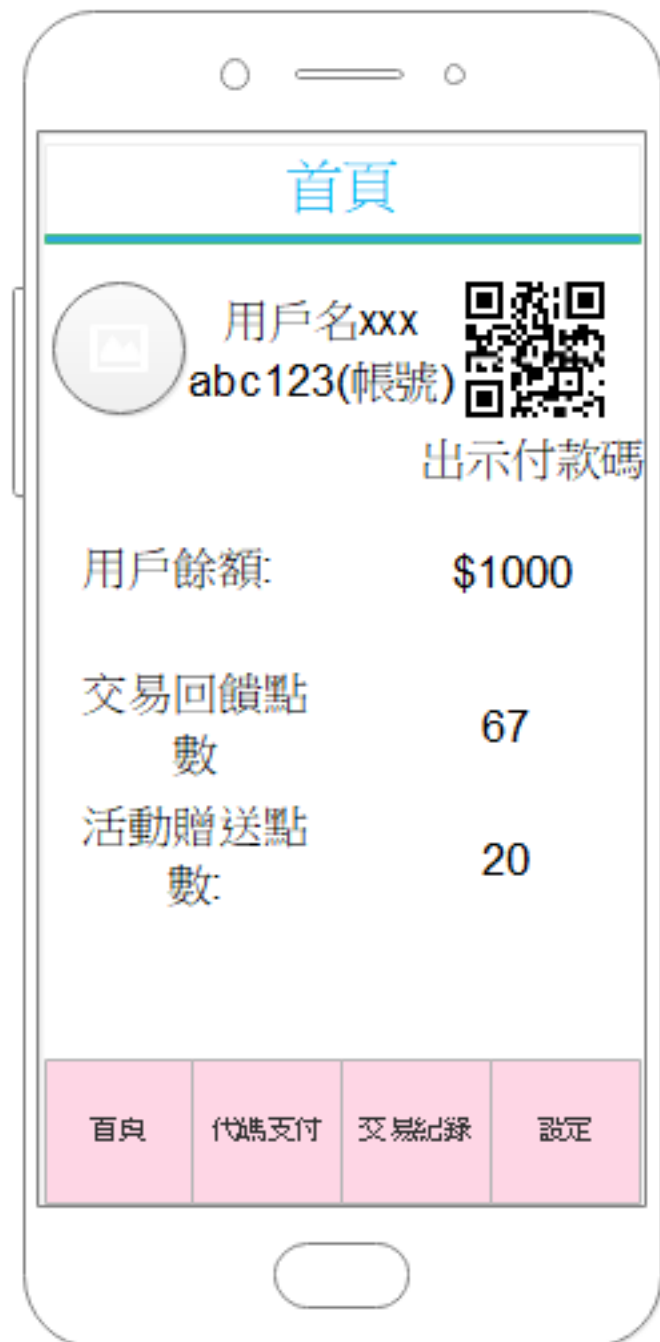 首頁
用戶名xxx
abc123(帳號)
出示付款碼
用戶餘額: $1000
交易回饋點
數
67
活動贈送點
數:
20
首頁 代碼支付 交易紀錄 設定